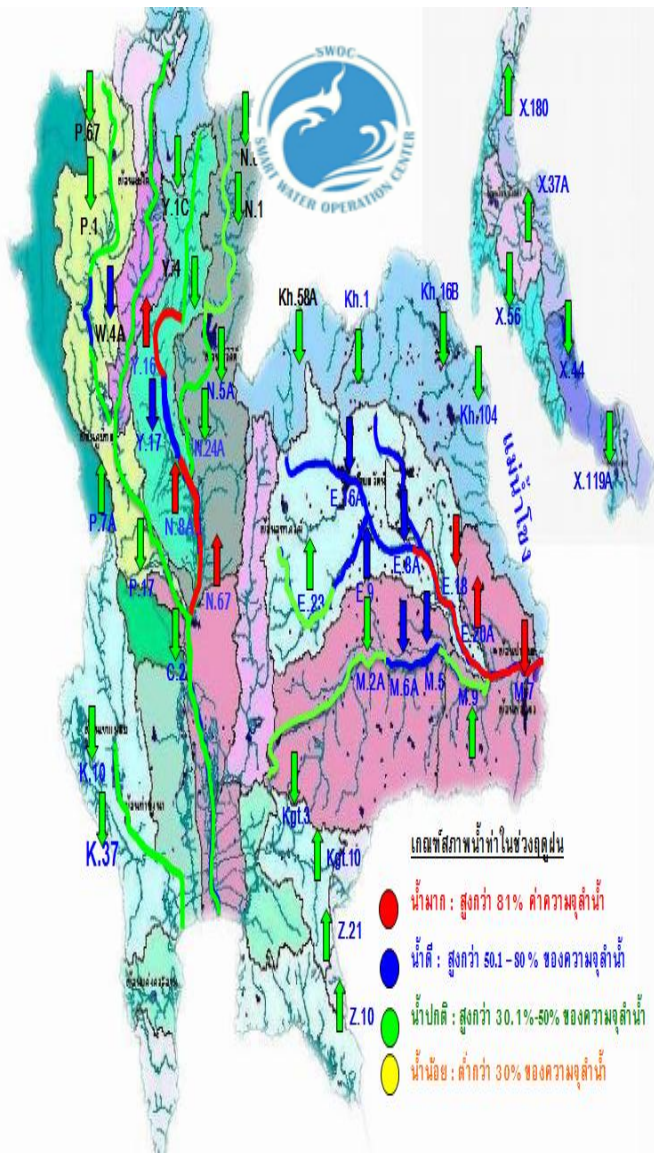 SWOC
SMART WATER OPERATION CENTER
P.67
P.1
W.4A
Y.1C
Y.4
N.1
Y.16
Y.17
N.5A
N.24A
N.8A
N.67
P.7A
P.17
C.2
K.10
K.37
Kh.58A
Kh.1
Kh.16B
Kh.104
แม่น้ำโขง
E.16A
E.8A
E.9
E.23
E.18
E.20A
M.2A
M.6A
M.5
M.9
M.7
Kgt.3
Kgt.10
Z.21
Z.10
X.180
X.37A
X.56
X.44
X.119A
เกณฑ์สภาพน้ำท่าในช่วงฤดูฝน
น้ำมาก : สูงกว่า 81% ค่าความจุลำน้ำ
น้ำดี : สูงกว่า 50.1-80 % ของความจุลำน้ำ
น้ำปกติ : สูงกว่า 30.1%-50% ของความจุลำน้ำ
น้ำน้อย : ต่ำกว่า 30% ของความจุลำน้ำ